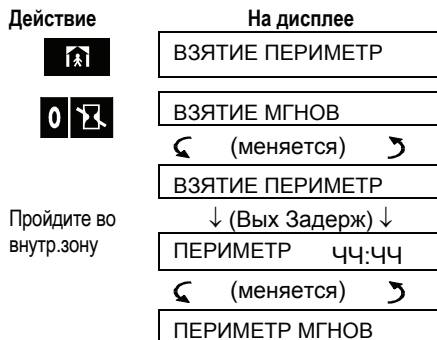 Действие На дисплее
ВЗЯТИЕ ПЕРИМЕТР
0
ВЗЯТИЕ МГНОВ
(меняется)
ВЗЯТИЕ ПЕРИМЕТР
Пройдите во ↓ (Вых Задерж) ↓
внутр.зону
ПЕРИМЕТР ЧЧ:ЧЧ
(меняется)
ПЕРИМЕТР МГНОВ